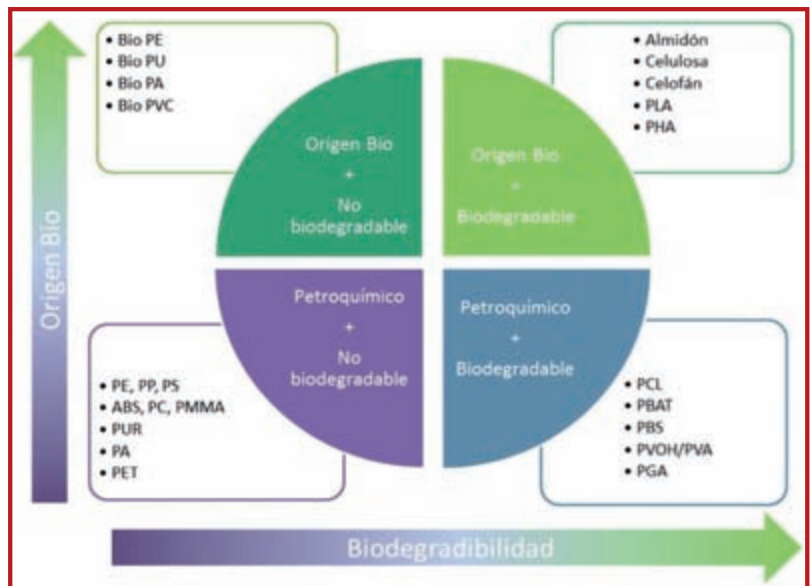 • Bio PE
• Bio PU
• Bio PA
• Bio PVC
• Almidón
• Celulosa
• Celofán
• PLA
• PHA
Origen Bio
+
No
biodegradable
Origen Bio
+
Biodegradable
Petroquímico
+
No
biodegradable
Petroquímico
+
Biodegradable
• PE, PP, PS
• ABS, PC, PMMA
• PUR
• PA
• PET
• PCL
• PBAT
• PBS
• PVOH/PVA
• PGA
Origen Bio
Biodegradibilidad